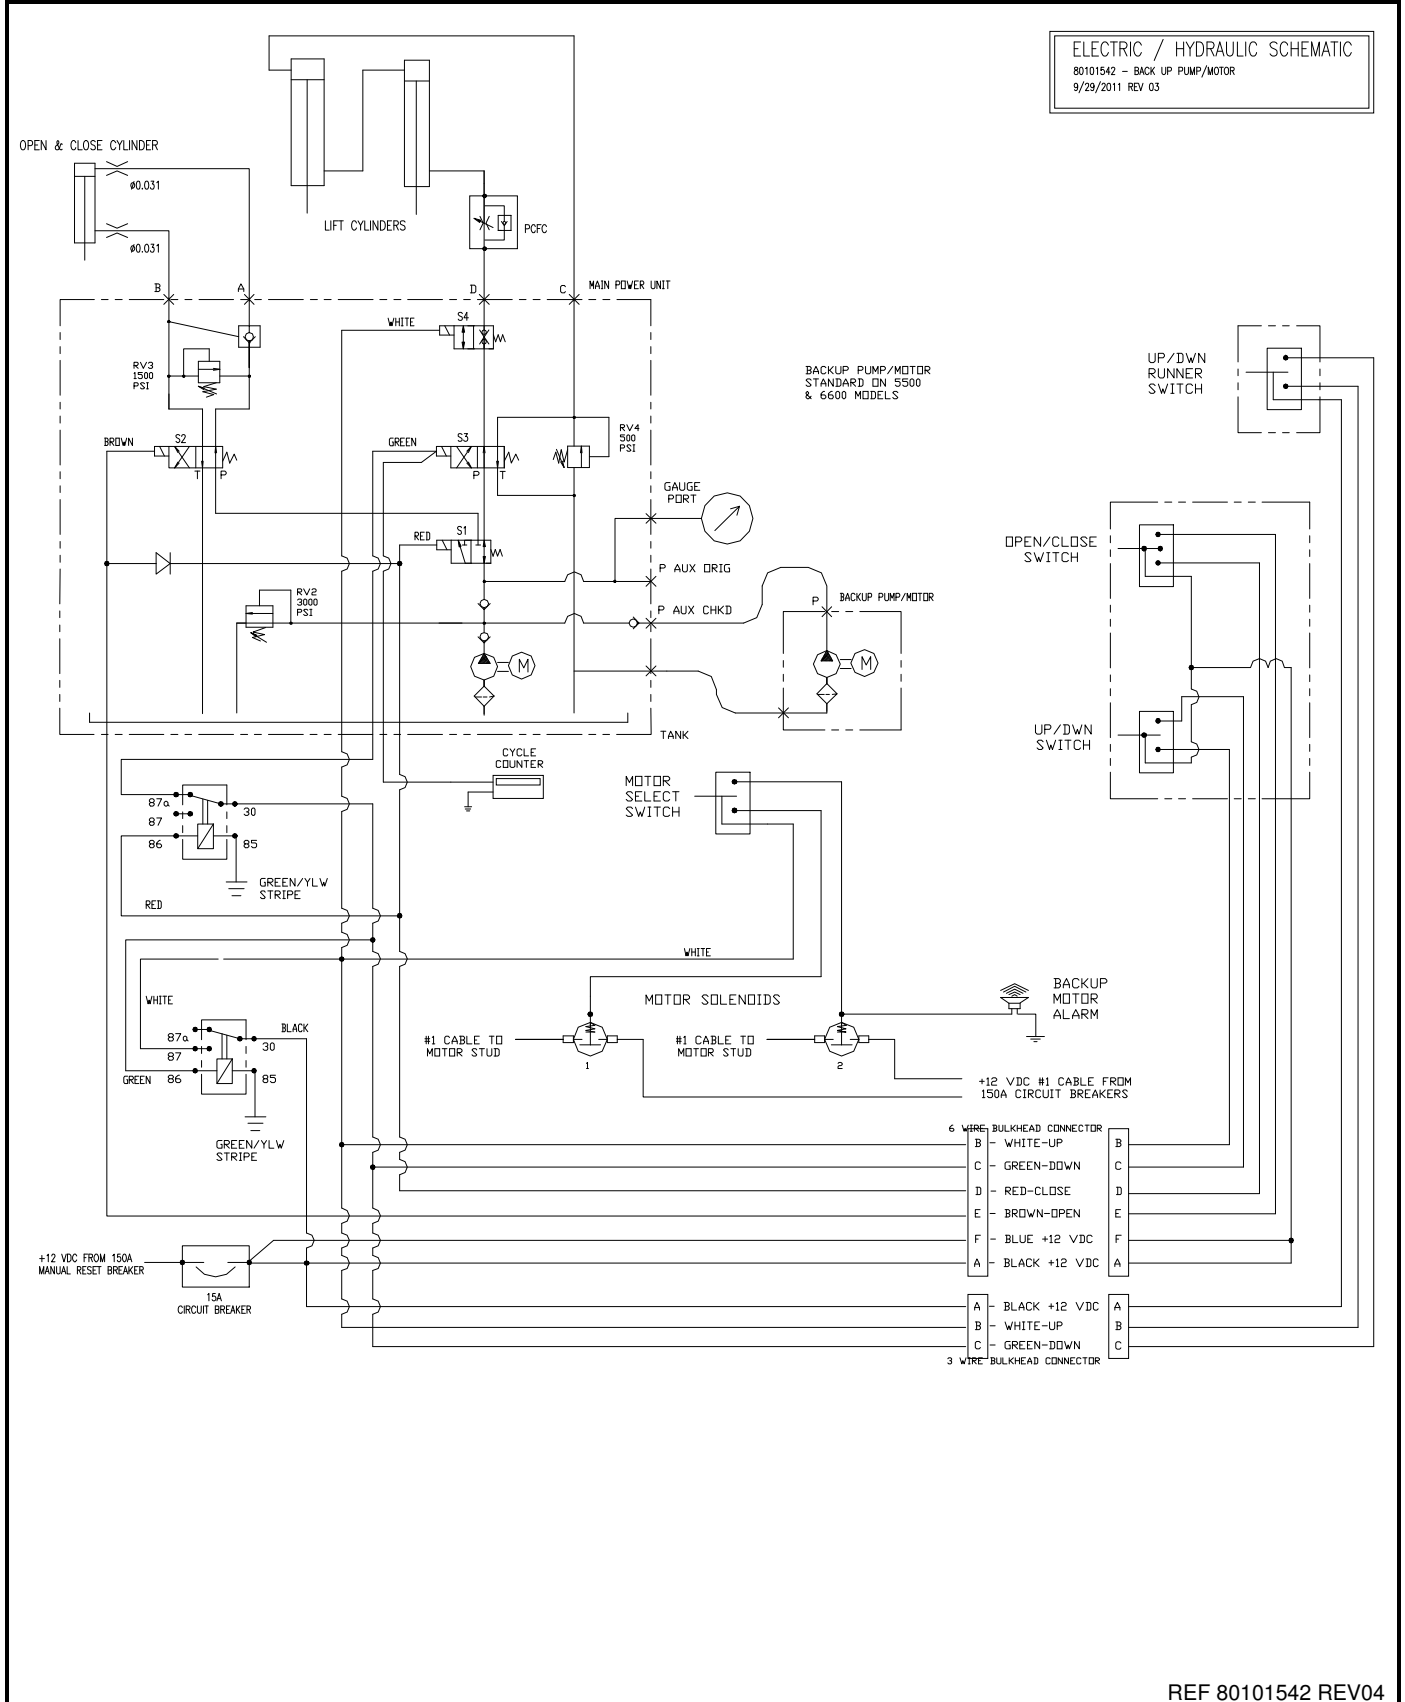 ELECTRIC / HYDRAULIC SCHEMATIC
80101542 - BACK UP PUMP/MOTOR
9/29/2011 REV 03
OPEN & CLOSE CYLINDER
ø0.031
ø0.031
LIFT CYLINDERS
PCFC
B
A
D
C
MAIN POWER UNIT
S4
WHITE
RV3
1500
PSI
BACKUP PUMP/MOTOR
STANDARD ON 5500
& 6600 MODELS
UP/DWN
RUNNER
SWITCH
BROWN
S2
T
P
GREEN
S3
P
T
RV4
500
PSI
GAUGE
PORT
RED
S1
OPEN/CLOSE
SWITCH
P AUX ORIG
RV2
3000
PSI
P AUX CHKD
P
BACKUP PUMP/MOTOR
M
M
TANK
UP/DWN
SWITCH
CYCLE
COUNTER
MOTOR
SELECT
SWITCH
87a
87
86
30
85
GREEN/YLW
STRIPE
RED
WHITE
WHITE
87a
87
86
GREEN
BLACK
30
85
GREEN/YLW
STRIPE
MOTOR SOLENOIDS
BACKUP
MOTOR
ALARM
#1 CABLE TO
MOTOR STUD
1
#1 CABLE TO
MOTOR STUD
2
+12 VDC #1 CABLE FROM
150A CIRCUIT BREAKERS
6 WIRE BULKHEAD CONNECTOR
B - WHITE-UP B
C - GREEN-DOWN C
D - RED-CLOSE D
E - BROWN-OPEN E
F - BLUE +12 VDC F
A - BLACK +12 VDC A
+12 VDC FROM 150A
MANUAL RESET BREAKER
15A
CIRCUIT BREAKER
A - BLACK +12 VDC A
B - WHITE-UP B
C - GREEN-DOWN C
3 WIRE BULKHEAD CONNECTOR
REF 80101542 REV04